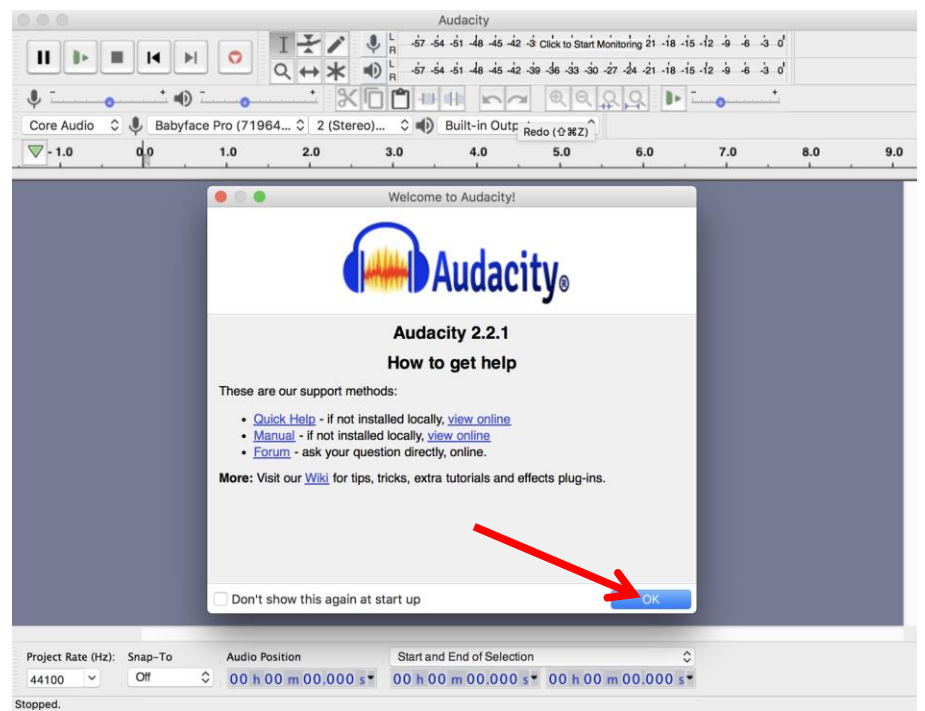 Audacity
L
R
-57 -54 -51 -48 -45 -42 -3 Click to Start Monitoring 21 -18 -15 -12 -9 -6 -3 0
L
R
-57 -54 -51 -48 -45 -42 -39 -36 -33 -30 -27 -24 -21 -18 -15 -12 -9 -6 -3 0
Core Audio Babyface Pro (71964... 2 (Stereo)... Built-in Outp
Redo (⇧⌘Z)
- 1.0 0.0 1.0 2.0 3.0 4.0 5.0 6.0 7.0 8.0 9.0
Welcome to Audacity!
Audacity®
Audacity 2.2.1
How to get help
These are our support methods:
• Quick Help - if not installed locally, view online
• Manual - if not installed locally, view online
• Forum - ask your question directly, online.
More: Visit our Wiki for tips, tricks, extra tutorials and effects plug-ins.
Don't show this again at start up
OK
Project Rate (Hz): Snap-To Audio Position Start and End of Selection
44100 Off 00 h 00 m 00.000 s 00 h 00 m 00.000 s 00 h 00 m 00.000 s
Stopped.